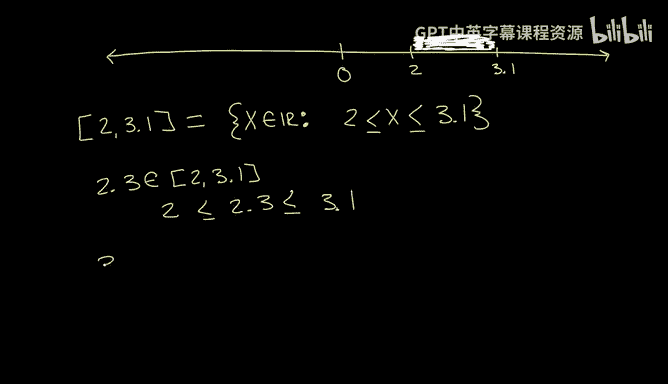 GPT中英字幕课程资源 bilibili
0 2 3.1
[2,3.1] = {x∈ℝ: 2≤x≤3.1}
2.3∈[2,3.1]
2 ≤ 2.3 ≤ 3.1
2